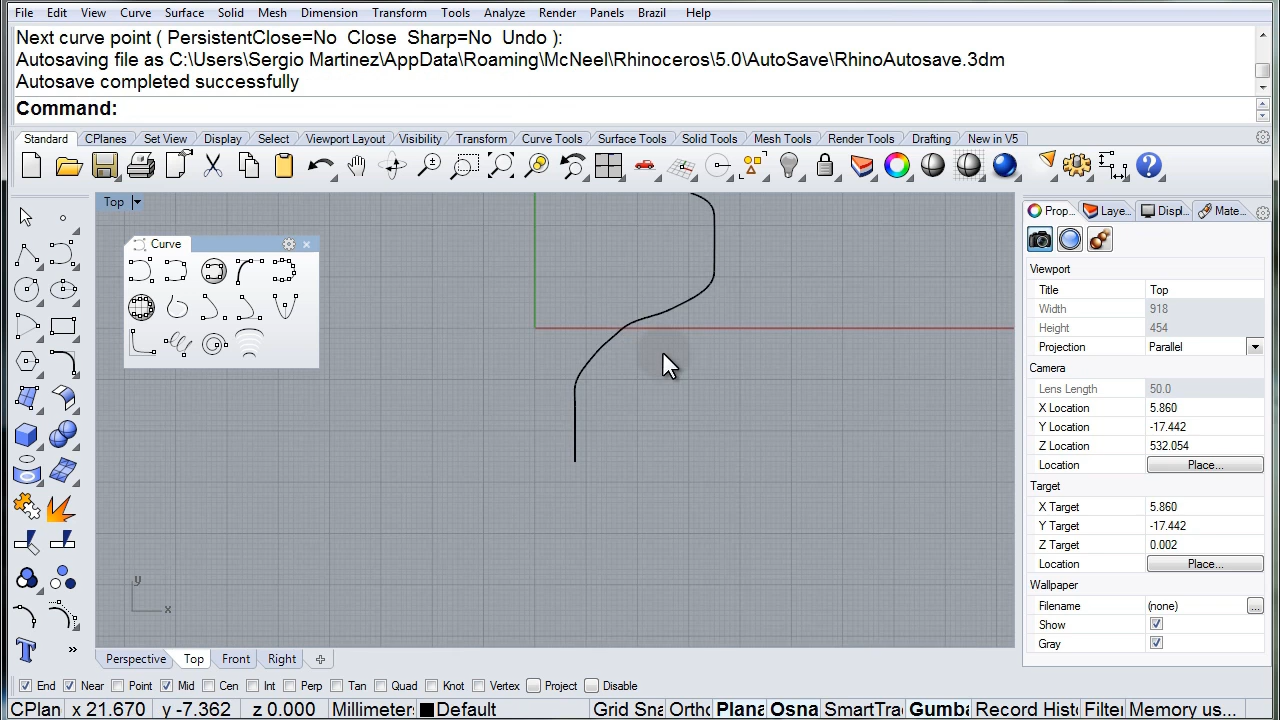 File Edit View Curve Surface Solid Mesh Dimension Transform Tools Analyze Render Panels Brazil Help
Next curve point ( PersistentClose=No Close Sharp=No Undo ):
Autosaving file as C:\Users\Sergio Martinez\AppData\Roaming\McNeel\Rhinoceros\5.0\AutoSave\RhinoAutosave.3dm
Autosave completed successfully
Command:
Standard CPlanes Set View Display Select Viewport Layout Visibility Transform Curve Tools Surface Tools Solid Tools Mesh Tools Render Tools Drafting New in V5
Top
Curve
y
x
Prop... Laye... Displ... Mate...
Viewport
Title Top
Width 918
Height 454
Projection Parallel
Camera
Lens Length 50.0
X Location 5.860
Y Location -17.442
Z Location 532.054
Location Place...
Target
X Target 5.860
Y Target -17.442
Z Target 0.002
Location Place...
Wallpaper
Filename (none) ...
Show
Gray
Perspective Top Front Right
End Near Point Mid Cen Int Perp Tan Quad Knot Vertex Project Disable
CPlan x 21.670 y -7.362 z 0.000 Millimeter Default Grid Sna Ortho Plana Osna SmartTra Gumba Record Histo Filter Memory us...